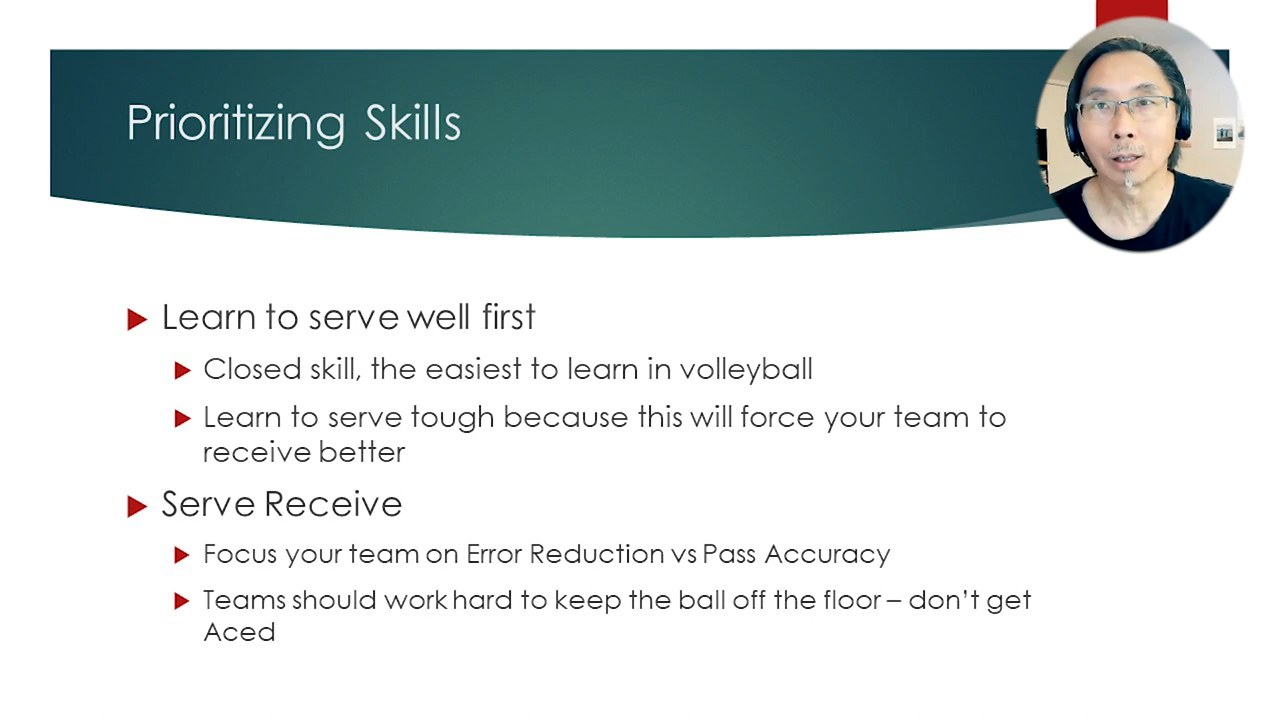 Prioritizing Skills
Learn to serve well first
Closed skill, the easiest to learn in volleyball
Learn to serve tough because this will force your team to
receive better
Serve Receive
Focus your team on Error Reduction vs Pass Accuracy
Teams should work hard to keep the ball off the floor – don't get
Aced